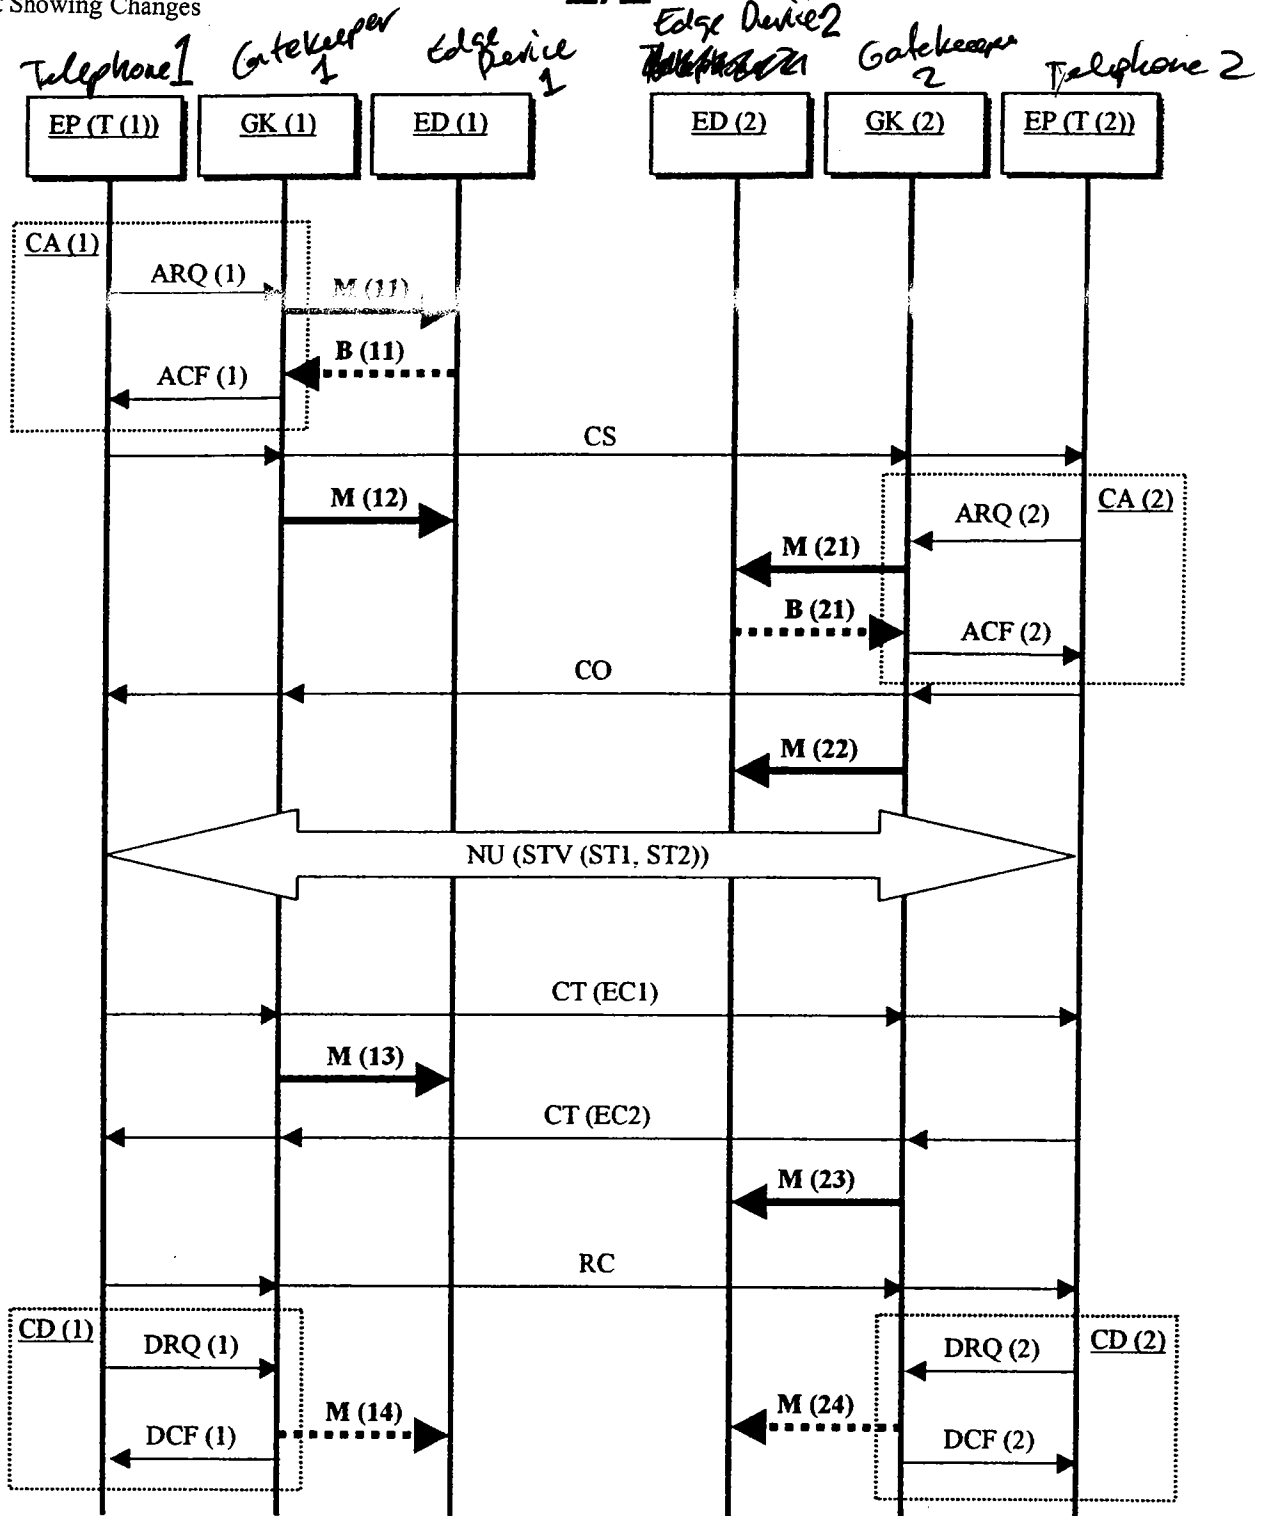 : Showing Changes
Telephone 1
Gatekeeper 1
Edge Device 1
Edge Device 2
Gatekeeper 2
Telephone 2
EP (T (1))
GK (1)
ED (1)
ED (2)
GK (2)
EP (T (2))
CA (1)
ARQ (1)
M (11)
B (11)
ACF (1)
CS
M (12)
CA (2)
ARQ (2)
M (21)
B (21)
ACF (2)
CO
M (22)
NU (STV (ST1, ST2))
CT (EC1)
M (13)
CT (EC2)
M (23)
RC
CD (1)
DRQ (1)
DRQ (2)
CD (2)
M (14)
M (24)
DCF (1)
DCF (2)